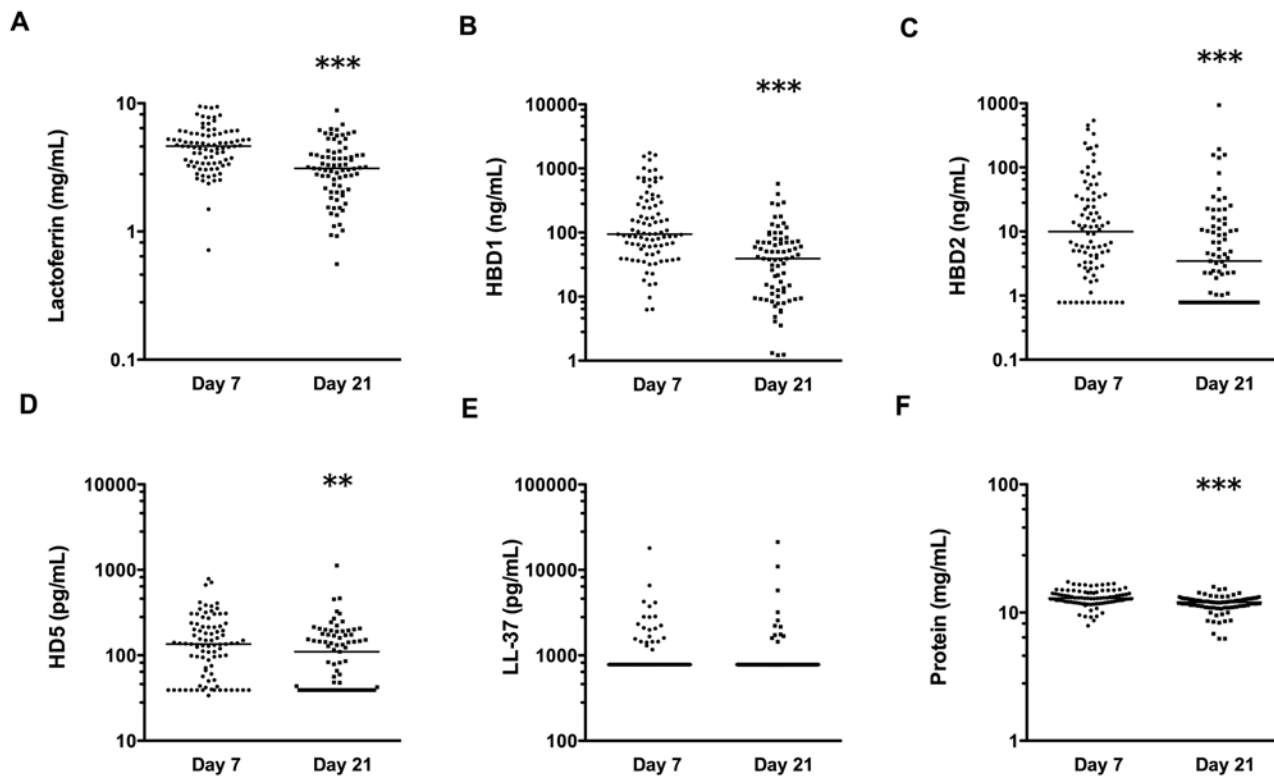 A
Lactoferrin (mg/mL)
10
1
0.1
***
Day 7 Day 21
B
HBD1 (ng/mL)
10000
1000
100
10
1
***
Day 7 Day 21
C
HBD2 (ng/mL)
1000
100
10
1
0.1
***
Day 7 Day 21
D
HD5 (pg/mL)
10000
1000
100
10
**
Day 7 Day 21
E
LL-37 (pg/mL)
100000
10000
1000
100
Day 7 Day 21
F
Protein (mg/mL)
100
10
1
***
Day 7 Day 21